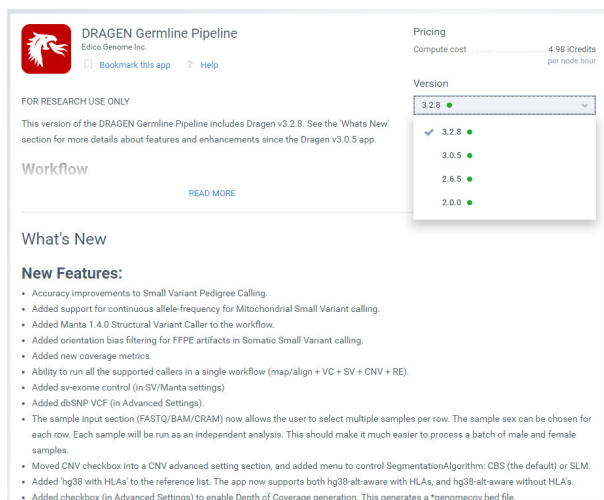 DRAGEN Germline Pipeline
Edico Genome Inc.
Bookmark this app ? Help
FOR RESEARCH USE ONLY
This version of the DRAGEN Germline Pipeline includes Dragen v3.2.8. See the 'Whats New'
section for more details about features and enhancements since the Dragen v3.0.5 app.
Workflow
READ MORE
Pricing
Compute cost 4.98 iCredits
per node hour
Version
3.2.8
3.2.8
3.0.5
2.6.5
2.0.0
What's New
New Features:
• Accuracy improvements to Small Variant Pedigree Calling.
• Added support for continuous allele-frequency for Mitochondrial Small Variant calling.
• Added Manta 1.4.0 Structural Variant Caller to the workflow.
• Added orientation bias filtering for FFPE artifacts in Somatic Small Variant calling.
• Added new coverage metrics.
• Ability to run all the supported callers in a single workflow (map/align + VC + SV + CNV + RE).
• Added sv-exome control (in SV/Manta settings)
• Added dbSNP VCF (in Advanced Settings).
• The sample input section (FASTQ/BAM/CRAM) now allows the user to select multiple samples per row. The sample sex can be chosen for
each row. Each sample will be run as an independent analysis. This should make it much easier to process a batch of male and female
samples.
• Moved CNV checkbox into a CNV advanced setting section, and added menu to control SegmentationAlgorithm: CBS (the default) or SLM.
• Added 'hg38 with HLAs' to the reference list. The app now supports both hg38-alt-aware with HLAs, and hg38-alt-aware without HLA's.
• Added checkbox (in Advanced Settings) to enable Depth of Coverage generation. This generates a *genomecov.bed file.